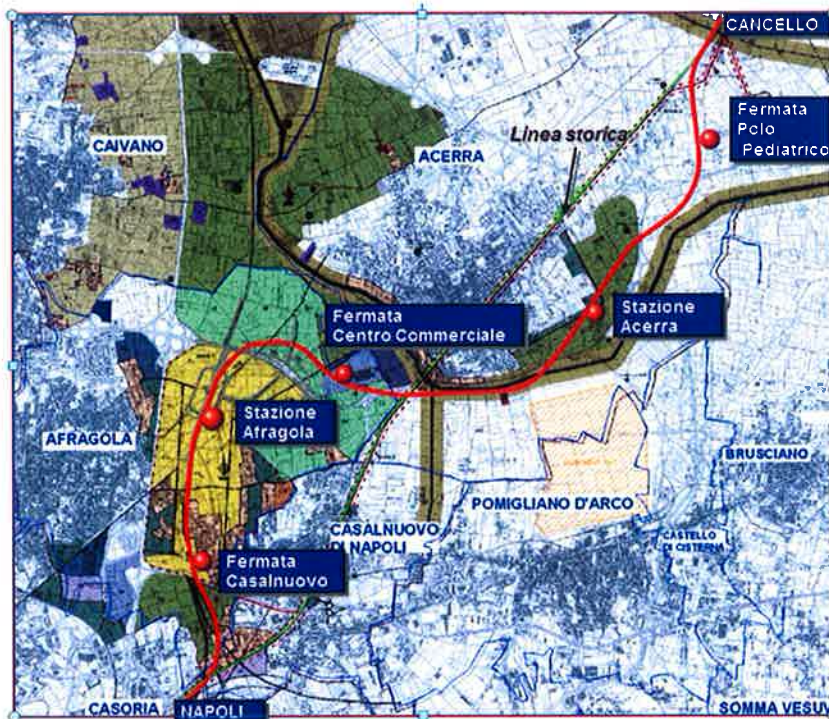 CANCELLO
Fermata
Polo
Pediatrico
Linea storica
CAIVANO
ACERRA
Fermata
Centro Commerciale
Stazione
Acerra
Stazione
Afragola
AFRAGOLA
BRUSCIANO
POMIGLIANO D'ARCO
CASALNUOVO
DI NAPOLI
CASTELLO
DI CISTERNA
Fermata
Casalnuovo
CASORIA
NAPOLI
SOMMA VESUV